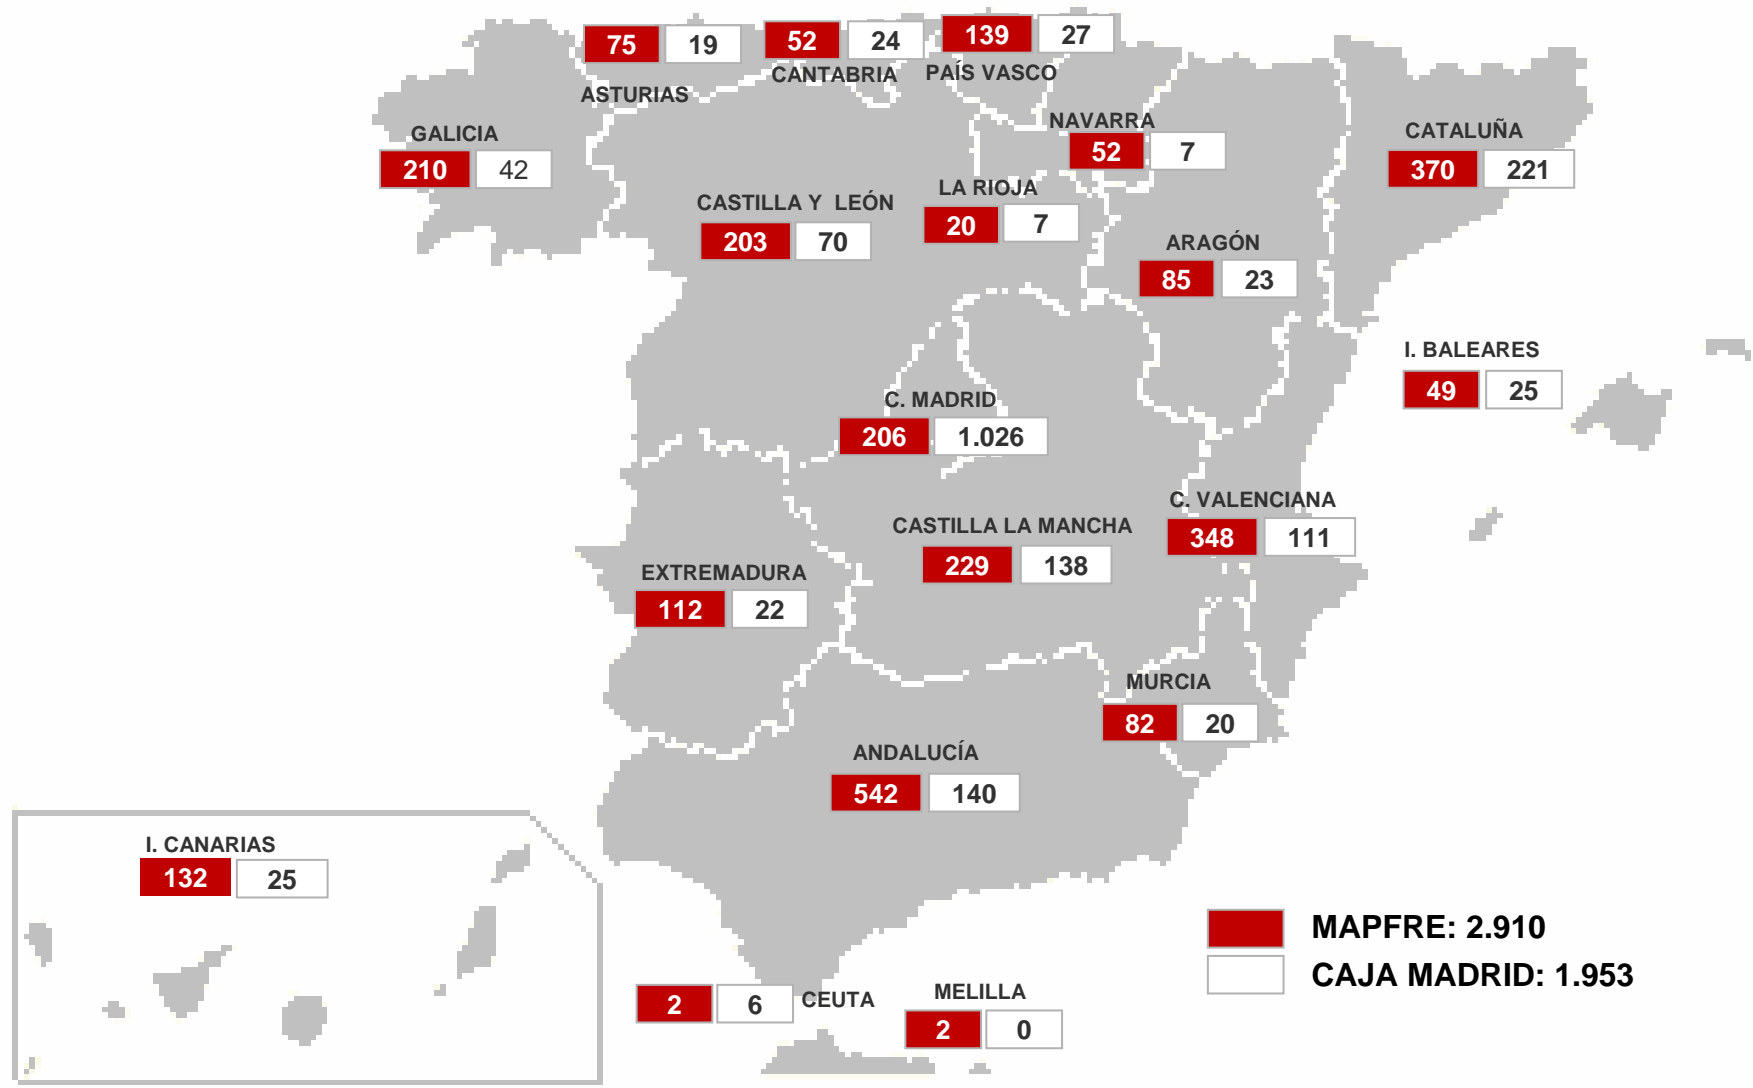 75 19
ASTURIAS
52 24
CANTABRIA
139 27
PAÍS VASCO
GALICIA
210 42
NAVARRA
52 7
CATALUÑA
370 221
CASTILLA Y LEÓN
203 70
LA RIOJA
20 7
ARAGÓN
85 23
I. BALEARES
49 25
C. MADRID
206 1.026
C. VALENCIANA
348 111
CASTILLA LA MANCHA
229 138
EXTREMADURA
112 22
MURCIA
82 20
ANDALUCÍA
542 140
I. CANARIAS
132 25
2 6 CEUTA
MELILLA
2 0
MAPFRE: 2.910
CAJA MADRID: 1.953